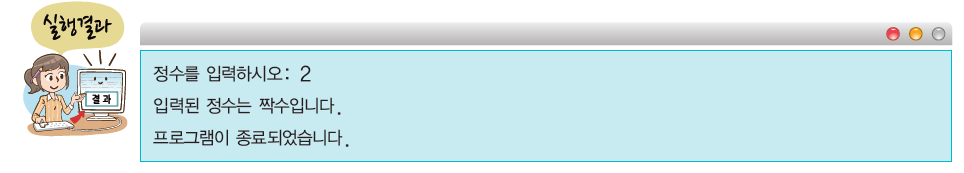 실행결과
결과
정수를 입력하시오: 2
입력된 정수는 짝수입니다.
프로그램이 종료되었습니다.